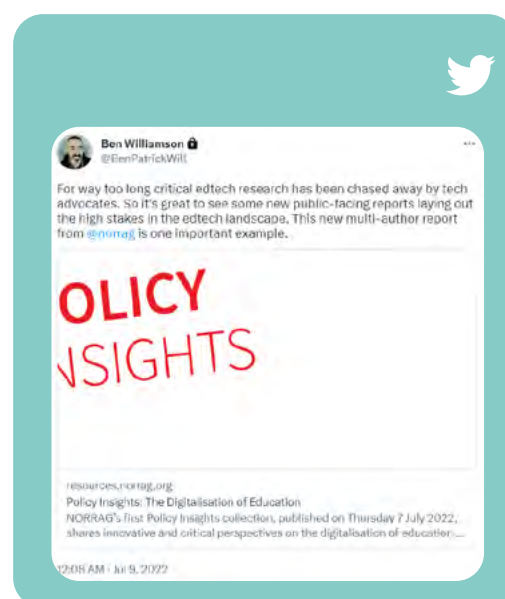 Ben Williamson
@BenPatrickWill
For way too long critical edtech research has been chased away by tech
advocates. So it's great to see some new public-facing reports laying out
the high stakes in the edtech landscape. This new multi-author report
from @norrag is one important example.
OLICY
NSIGHTS
resources.norrag.org
Policy Insights: The Digitalisation of Education
NORRAG's first Policy Insights collection, published on Thursday 7 July 2022,
shares innovative and critical perspectives on the digitalisation of education ...
12:08 AM · Jul 9, 2022